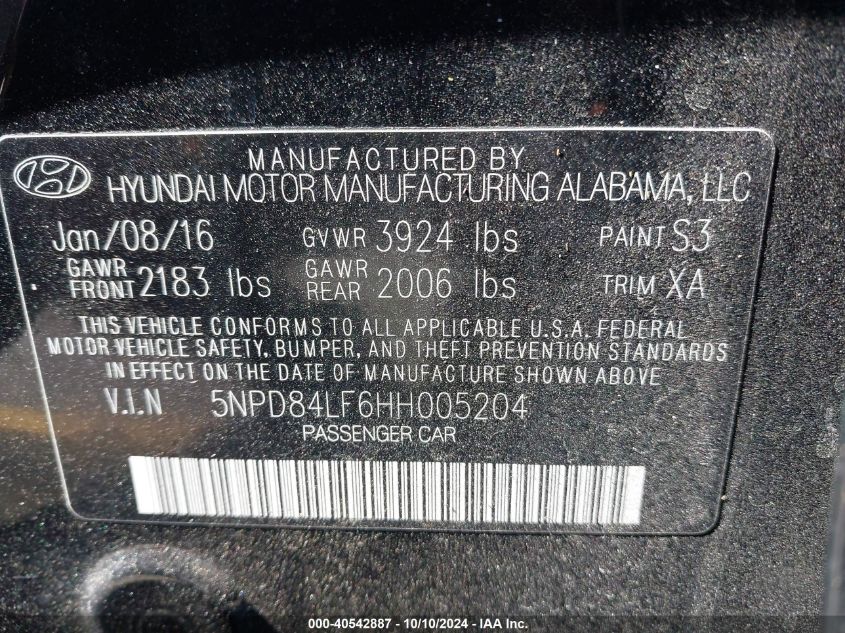 MANUFACTURED BY
HYUNDAI MOTOR MANUFACTURING ALABAMA, LLC
Jan/08/16 GVWR 3924 lbs PAINT S3
GAWR FRONT 2183 lbs GAWR REAR 2006 lbs TRIM XA
THIS VEHICLE CONFORMS TO ALL APPLICABLE U.S.A. FEDERAL
MOTOR VEHICLE SAFETY, BUMPER, AND THEFT PREVENTION STANDARDS
IN EFFECT ON THE DATE OF MANUFACTURE SHOWN ABOVE
V.I.N 5NPD84LF6HH005204
PASSENGER CAR
000-40542887 - 10/10/2024 - IAA Inc.